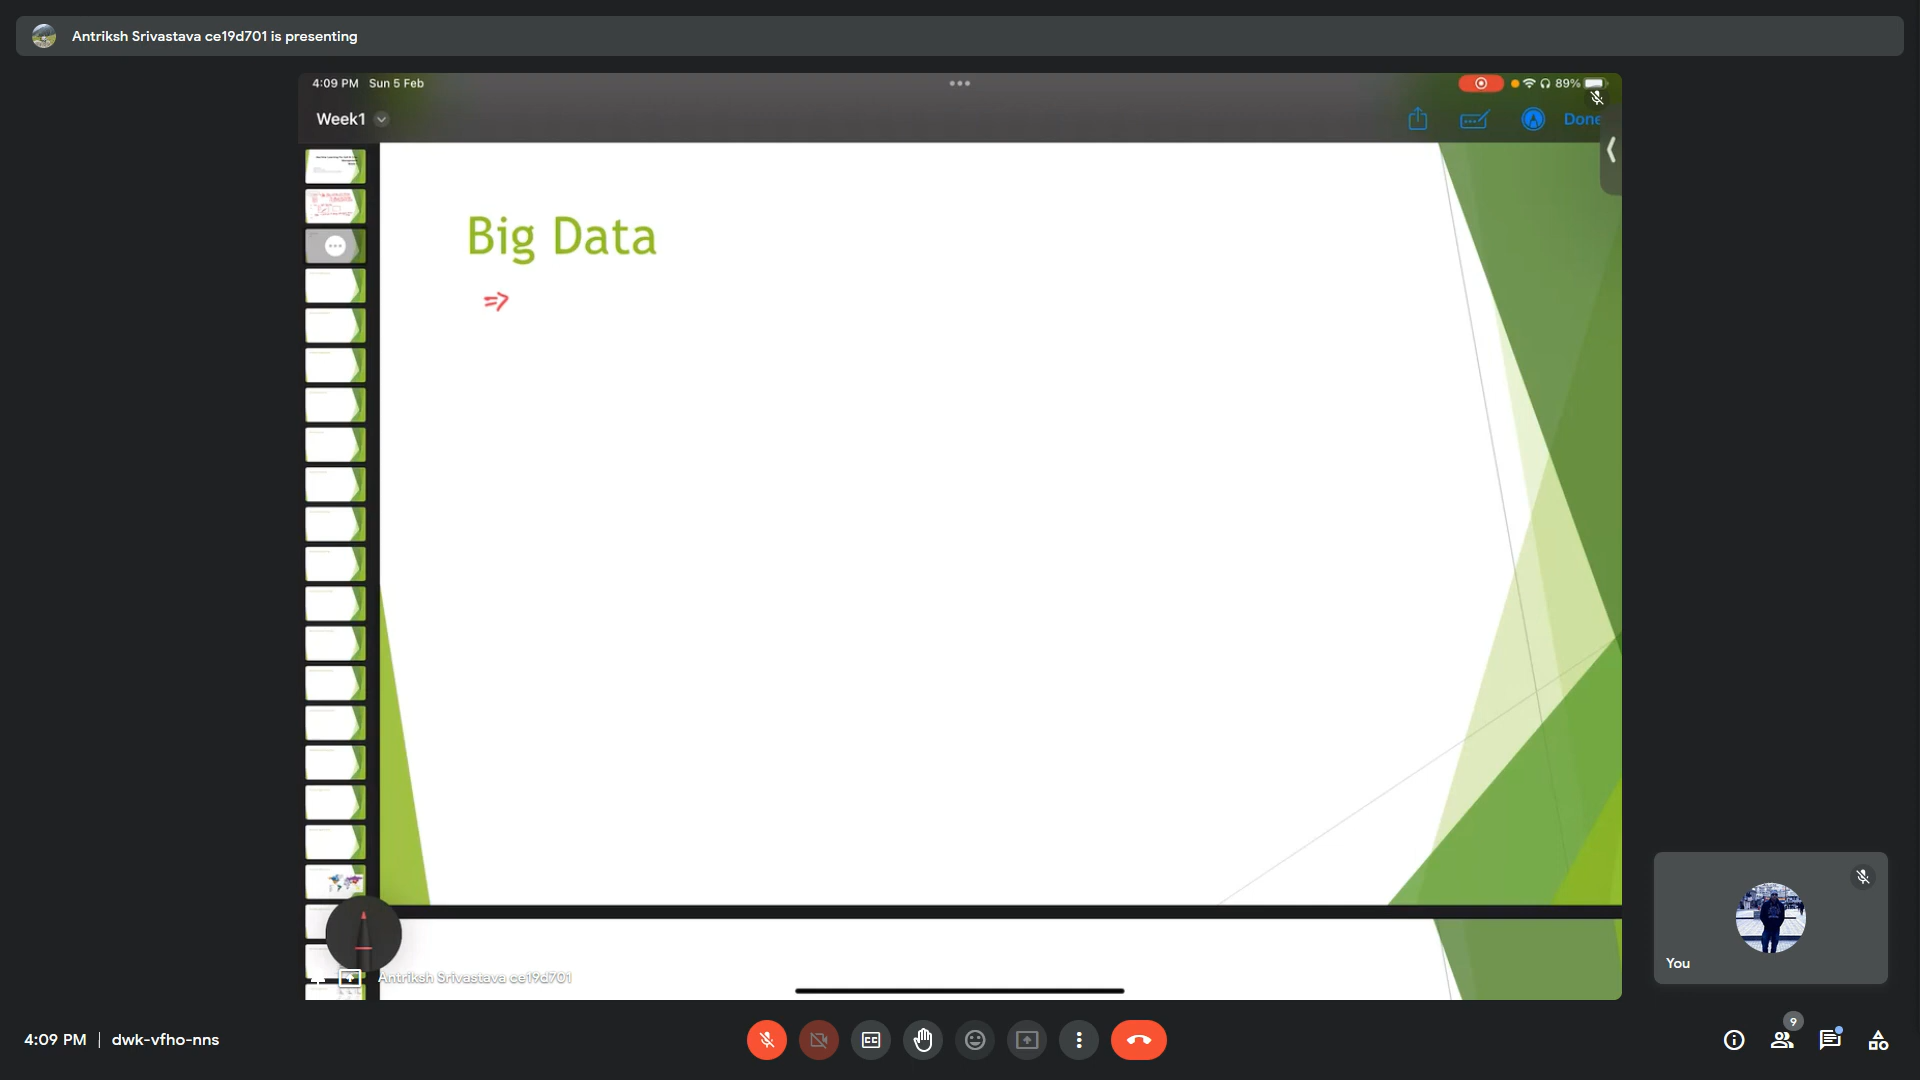 Antriksh Srivastava ce19d701 is presenting
4:09 PM Sun 5 Feb
89%
Week1
Done
Big Data
⇒
Antriksh Srivastava ce19d701
You
4:09 PM | dwk-vfho-nns
CC
9